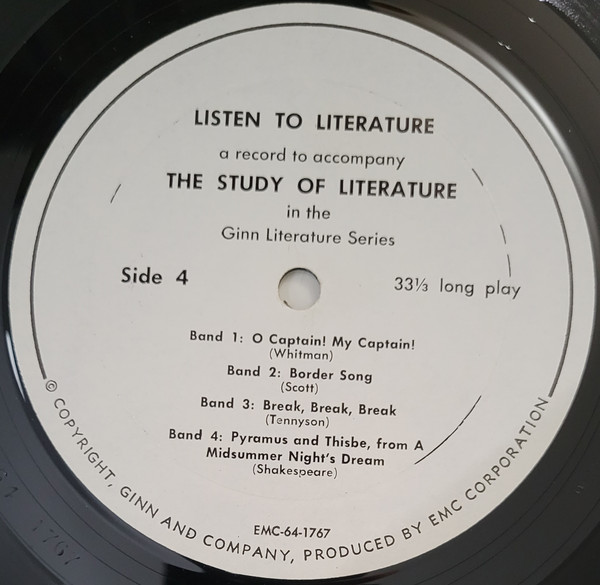 LISTEN TO LITERATURE
a record to accompany
THE STUDY OF LITERATURE
in the
Ginn Literature Series
Side 4
33⅓ long play
Band 1: O Captain! My Captain!
(Whitman)
Band 2: Border Song
(Scott)
Band 3: Break, Break, Break
(Tennyson)
Band 4: Pyramus and Thisbe, from A
Midsummer Night's Dream
(Shakespeare)
EMC-64-1767
© COPYRIGHT, GINN AND COMPANY, PRODUCED BY EMC CORPORATION